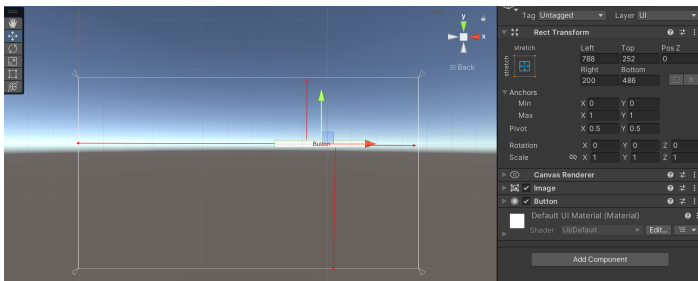 Tag Untagged Layer UI
Rect Transform
stretch Left Top Pos Z
stretch 788 252 0
Right Bottom
200 486 R
Anchors
Min X 0 Y 0
Max X 1 Y 1
Pivot X 0.5 Y 0.5
Rotation X 0 Y 0 Z 0
Scale X 1 Y 1 Z 1
Canvas Renderer
Image
Button
Default UI Material (Material)
Shader UI/Default Edit...
Add Component
y
x
Back
Button